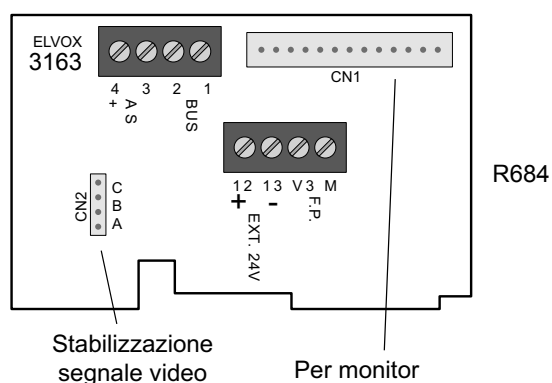 ELVOX
3163
CN1
4 3 2 1
+ AS BUS
R684
CN2
C
B
A
12 13 V3 M
+ - F.P.
EXT. 24V
Stabilizzazione
segnale video
Per monitor